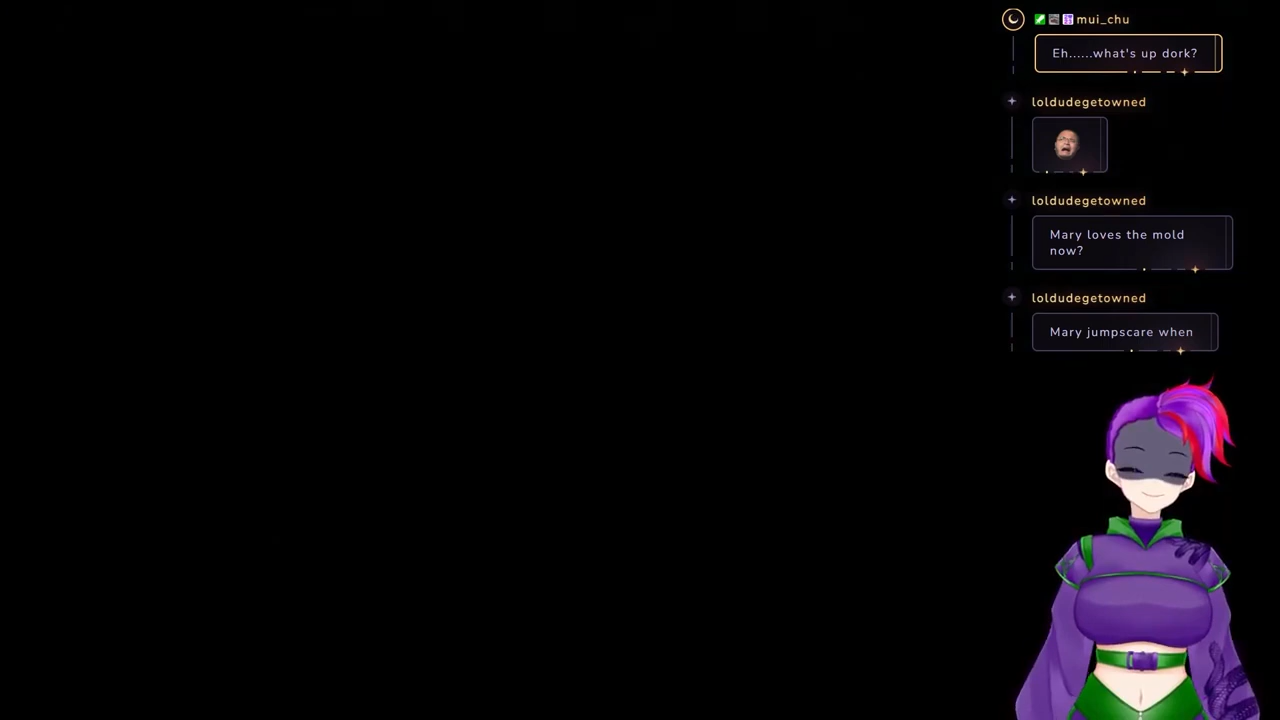 mui_chu
Eh......what's up dork?
loldudegetowned
loldudegetowned
Mary loves the mold
now?
loldudegetowned
Mary jumpscare when